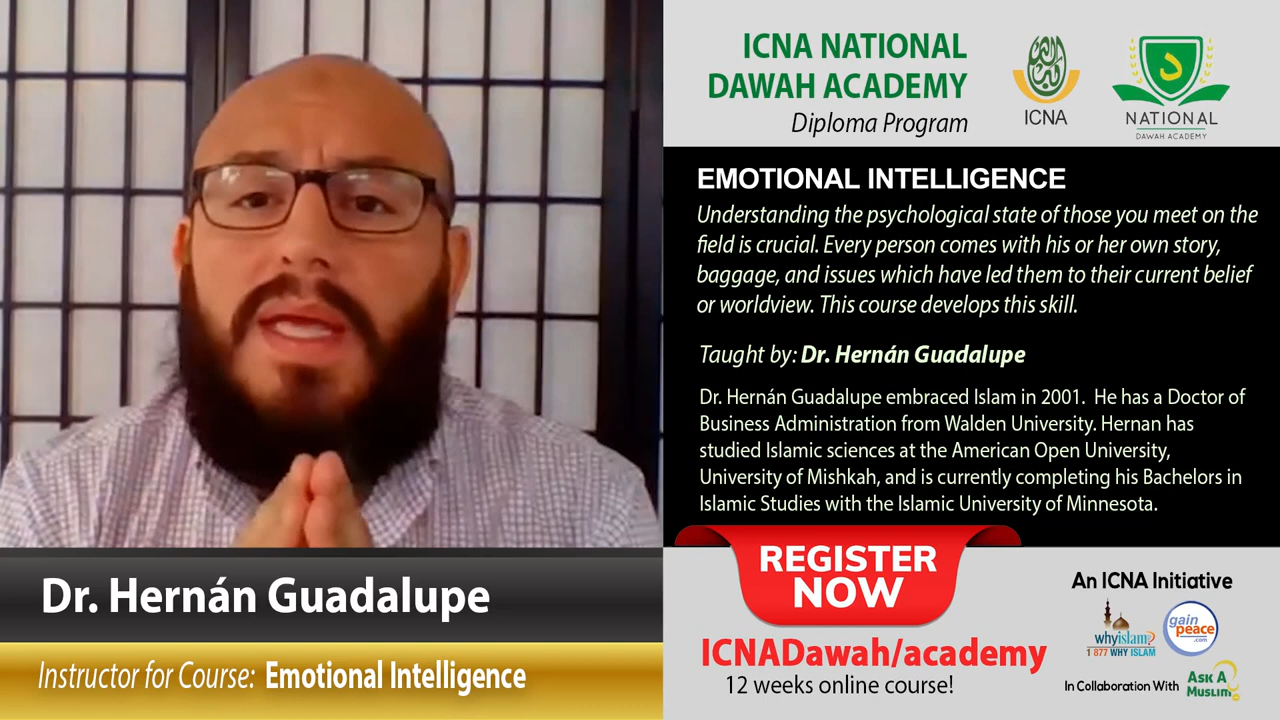 Dr. Hernán Guadalupe
Instructor for Course: Emotional Intelligence
ICNA NATIONAL
DAWAH ACADEMY
Diploma Program
ICNA
د
NATIONAL
DAWAH ACADEMY
EMOTIONAL INTELLIGENCE
Understanding the psychological state of those you meet on the
field is crucial. Every person comes with his or her own story,
baggage, and issues which have led them to their current belief
or worldview. This course develops this skill.
Taught by: Dr. Hernán Guadalupe
Dr. Hernán Guadalupe embraced Islam in 2001. He has a Doctor of
Business Administration from Walden University. Hernan has
studied Islamic sciences at the American Open University,
University of Mishkah, and is currently completing his Bachelors in
Islamic Studies with the Islamic University of Minnesota.
REGISTER
NOW
ICNADawah/academy
12 weeks online course!
An ICNA Initiative
whyislam?
1 877 WHY ISLAM
gain
peace
.com
In Collaboration With
ASK A
MUSLIM?